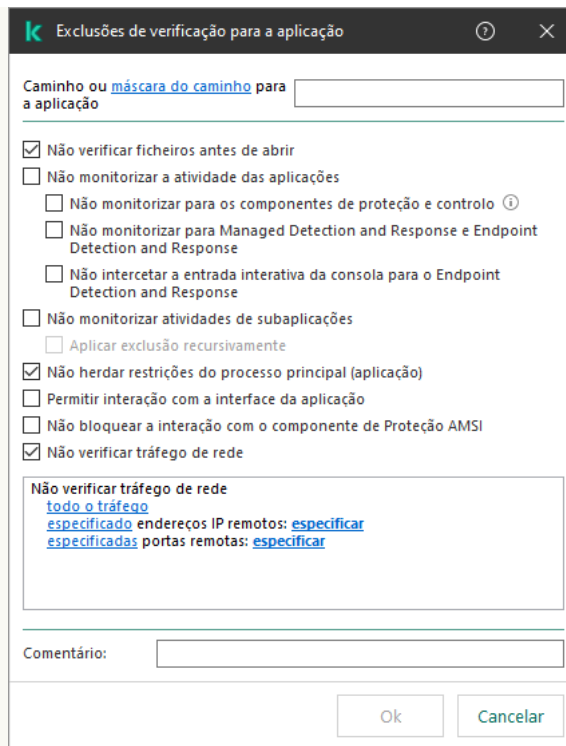 Exclusões de verificação para a aplicação
Caminho ou máscara do caminho para
a aplicação
Não verificar ficheiros antes de abrir
Não monitorizar a atividade das aplicações
Não monitorizar para os componentes de proteção e controlo
Não monitorizar para Managed Detection and Response e Endpoint
Detection and Response
Não intercetar a entrada interativa da consola para o Endpoint
Detection and Response
Não monitorizar atividades de subaplicações
Aplicar exclusão recursivamente
Não herdar restrições do processo principal (aplicação)
Permitir interação com a interface da aplicação
Não bloquear a interação com o componente de Proteção AMSI
Não verificar tráfego de rede
Não verificar tráfego de rede
todo o tráfego
especificado endereços IP remotos: especificar
especificadas portas remotas: especificar
Comentário:
Ok
Cancelar